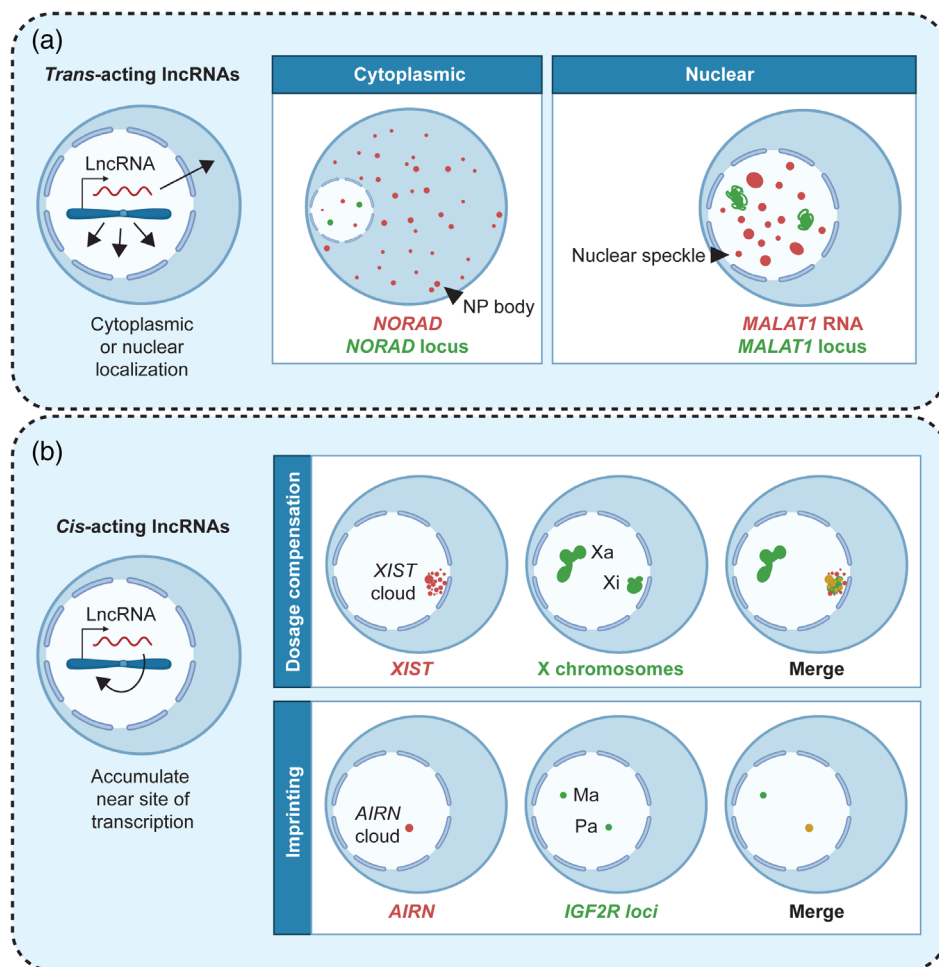 (a)
Trans-acting lncRNAs
LncRNA
Cytoplasmic
or nuclear
localization
Cytoplasmic
NP body
NORAD
NORAD locus
Nuclear
Nuclear speckle
MALAT1 RNA
MALAT1 locus
(b)
Cis-acting lncRNAs
LncRNA
Accumulate
near site of
transcription
Dosage compensation
XIST
cloud
XIST
Xa
Xi
X chromosomes
Merge
Imprinting
AIRN
cloud
AIRN
Ma
Pa
IGF2R loci
Merge